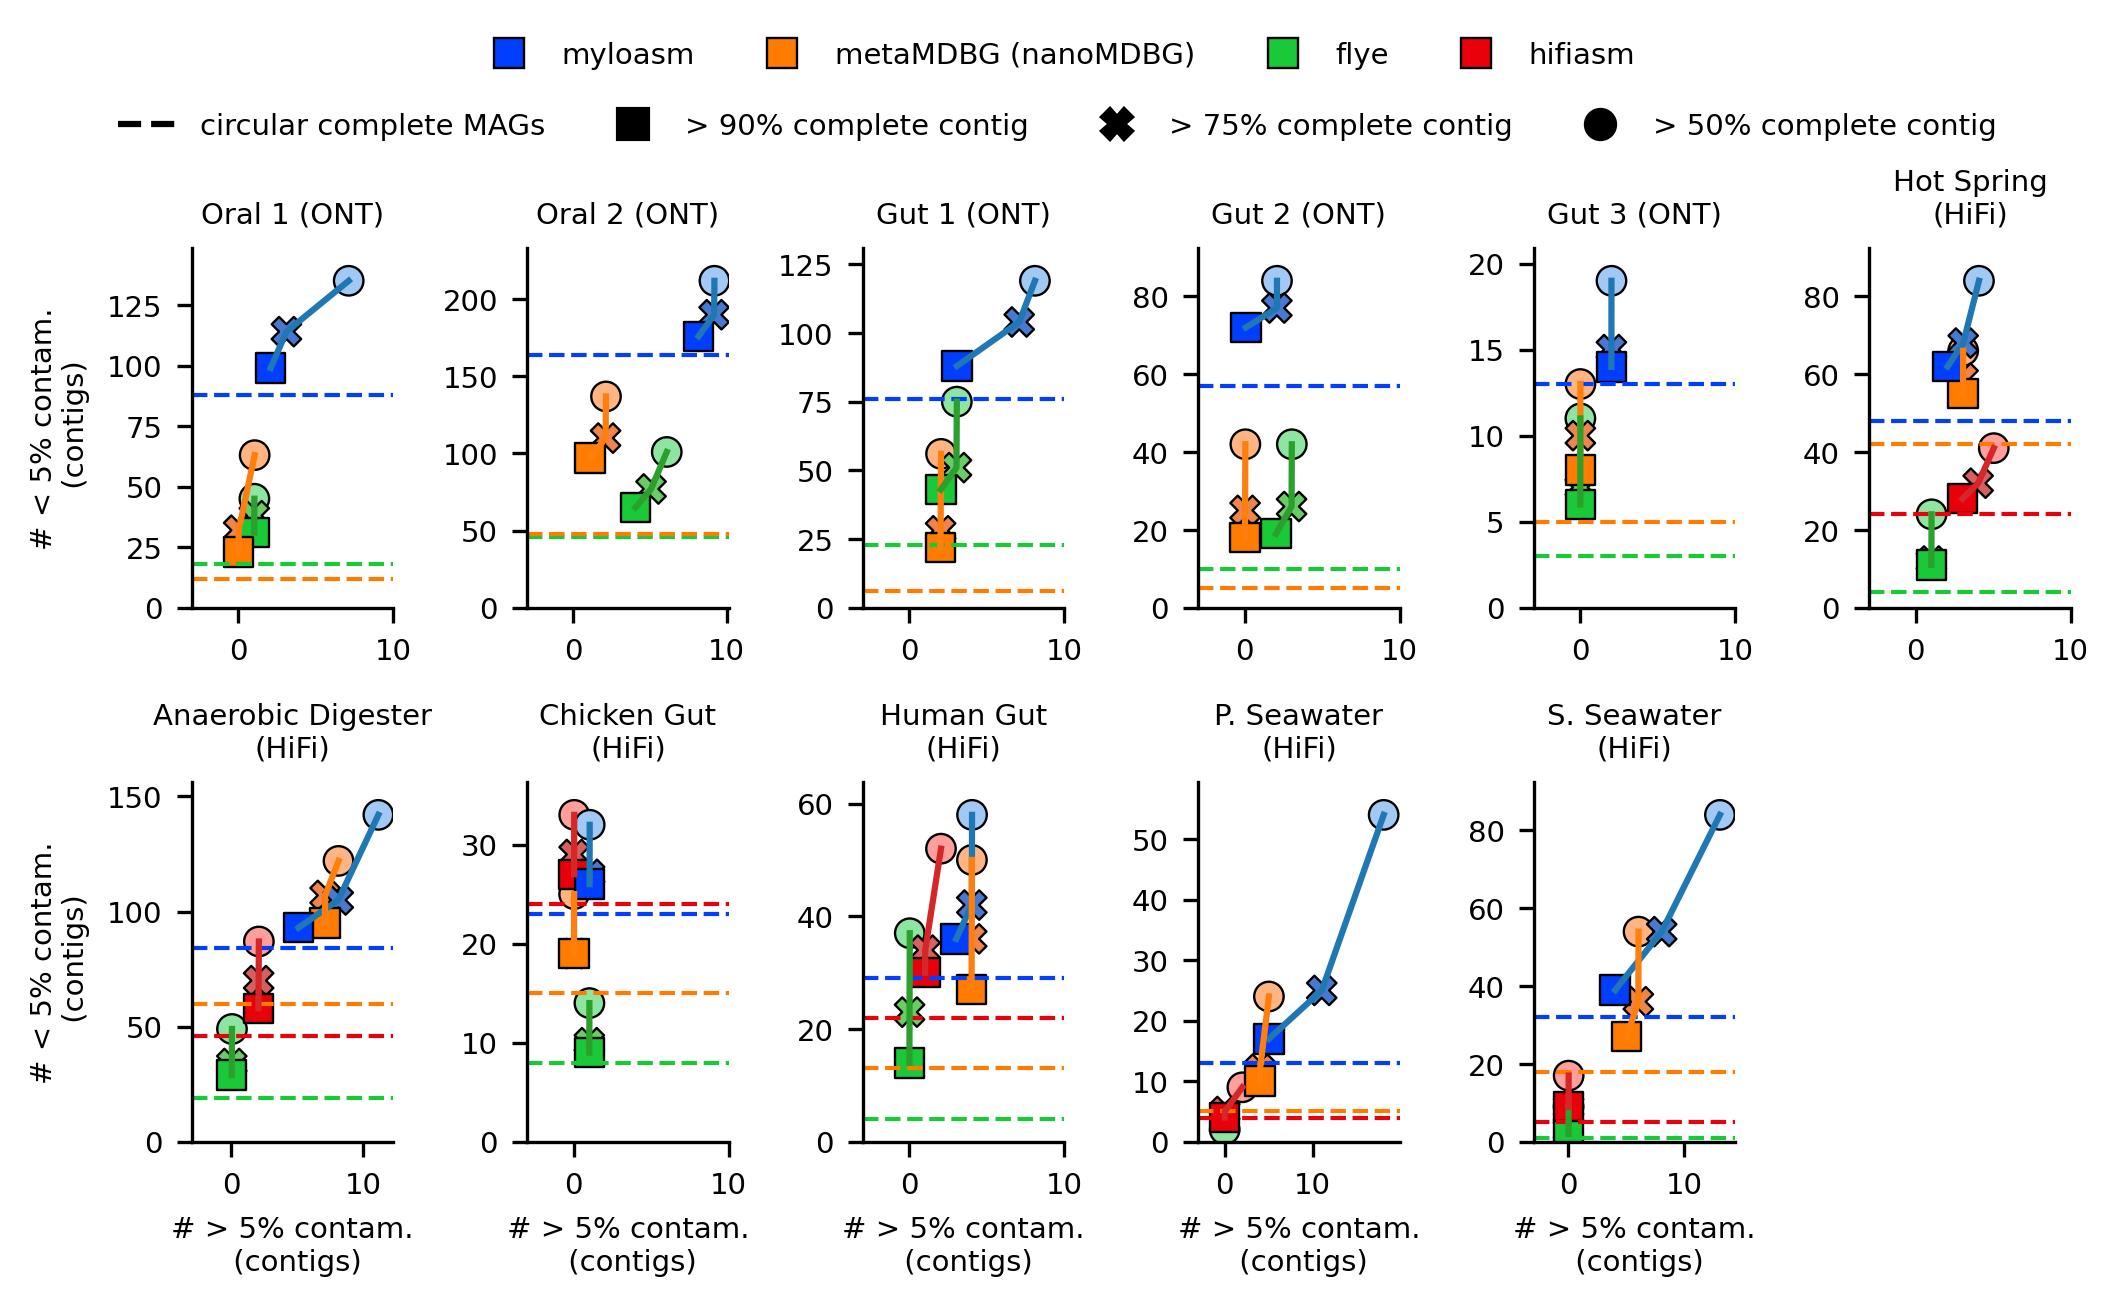 myloasm metaMDBG (nanoMDBG) flye hifiasm
circular complete MAGs > 90% complete contig > 75% complete contig > 50% complete contig
Oral 1 (ONT)
# < 5% contam.
(contigs)
125
100
75
50
25
0
0 10
Oral 2 (ONT)
200
150
100
50
0
0 10
Gut 1 (ONT)
125
100
75
50
25
0
0 10
Gut 2 (ONT)
80
60
40
20
0
0 10
Gut 3 (ONT)
20
15
10
5
0
0 10
Hot Spring
(HiFi)
80
60
40
20
0
0 10
Anaerobic Digester
(HiFi)
# < 5% contam.
(contigs)
150
100
50
0
0 10
# > 5% contam.
(contigs)
Chicken Gut
(HiFi)
30
20
10
0
0 10
# > 5% contam.
(contigs)
Human Gut
(HiFi)
60
40
20
0
0 10
# > 5% contam.
(contigs)
P. Seawater
(HiFi)
50
40
30
20
10
0
0 10
# > 5% contam.
(contigs)
S. Seawater
(HiFi)
80
60
40
20
0
0 10
# > 5% contam.
(contigs)